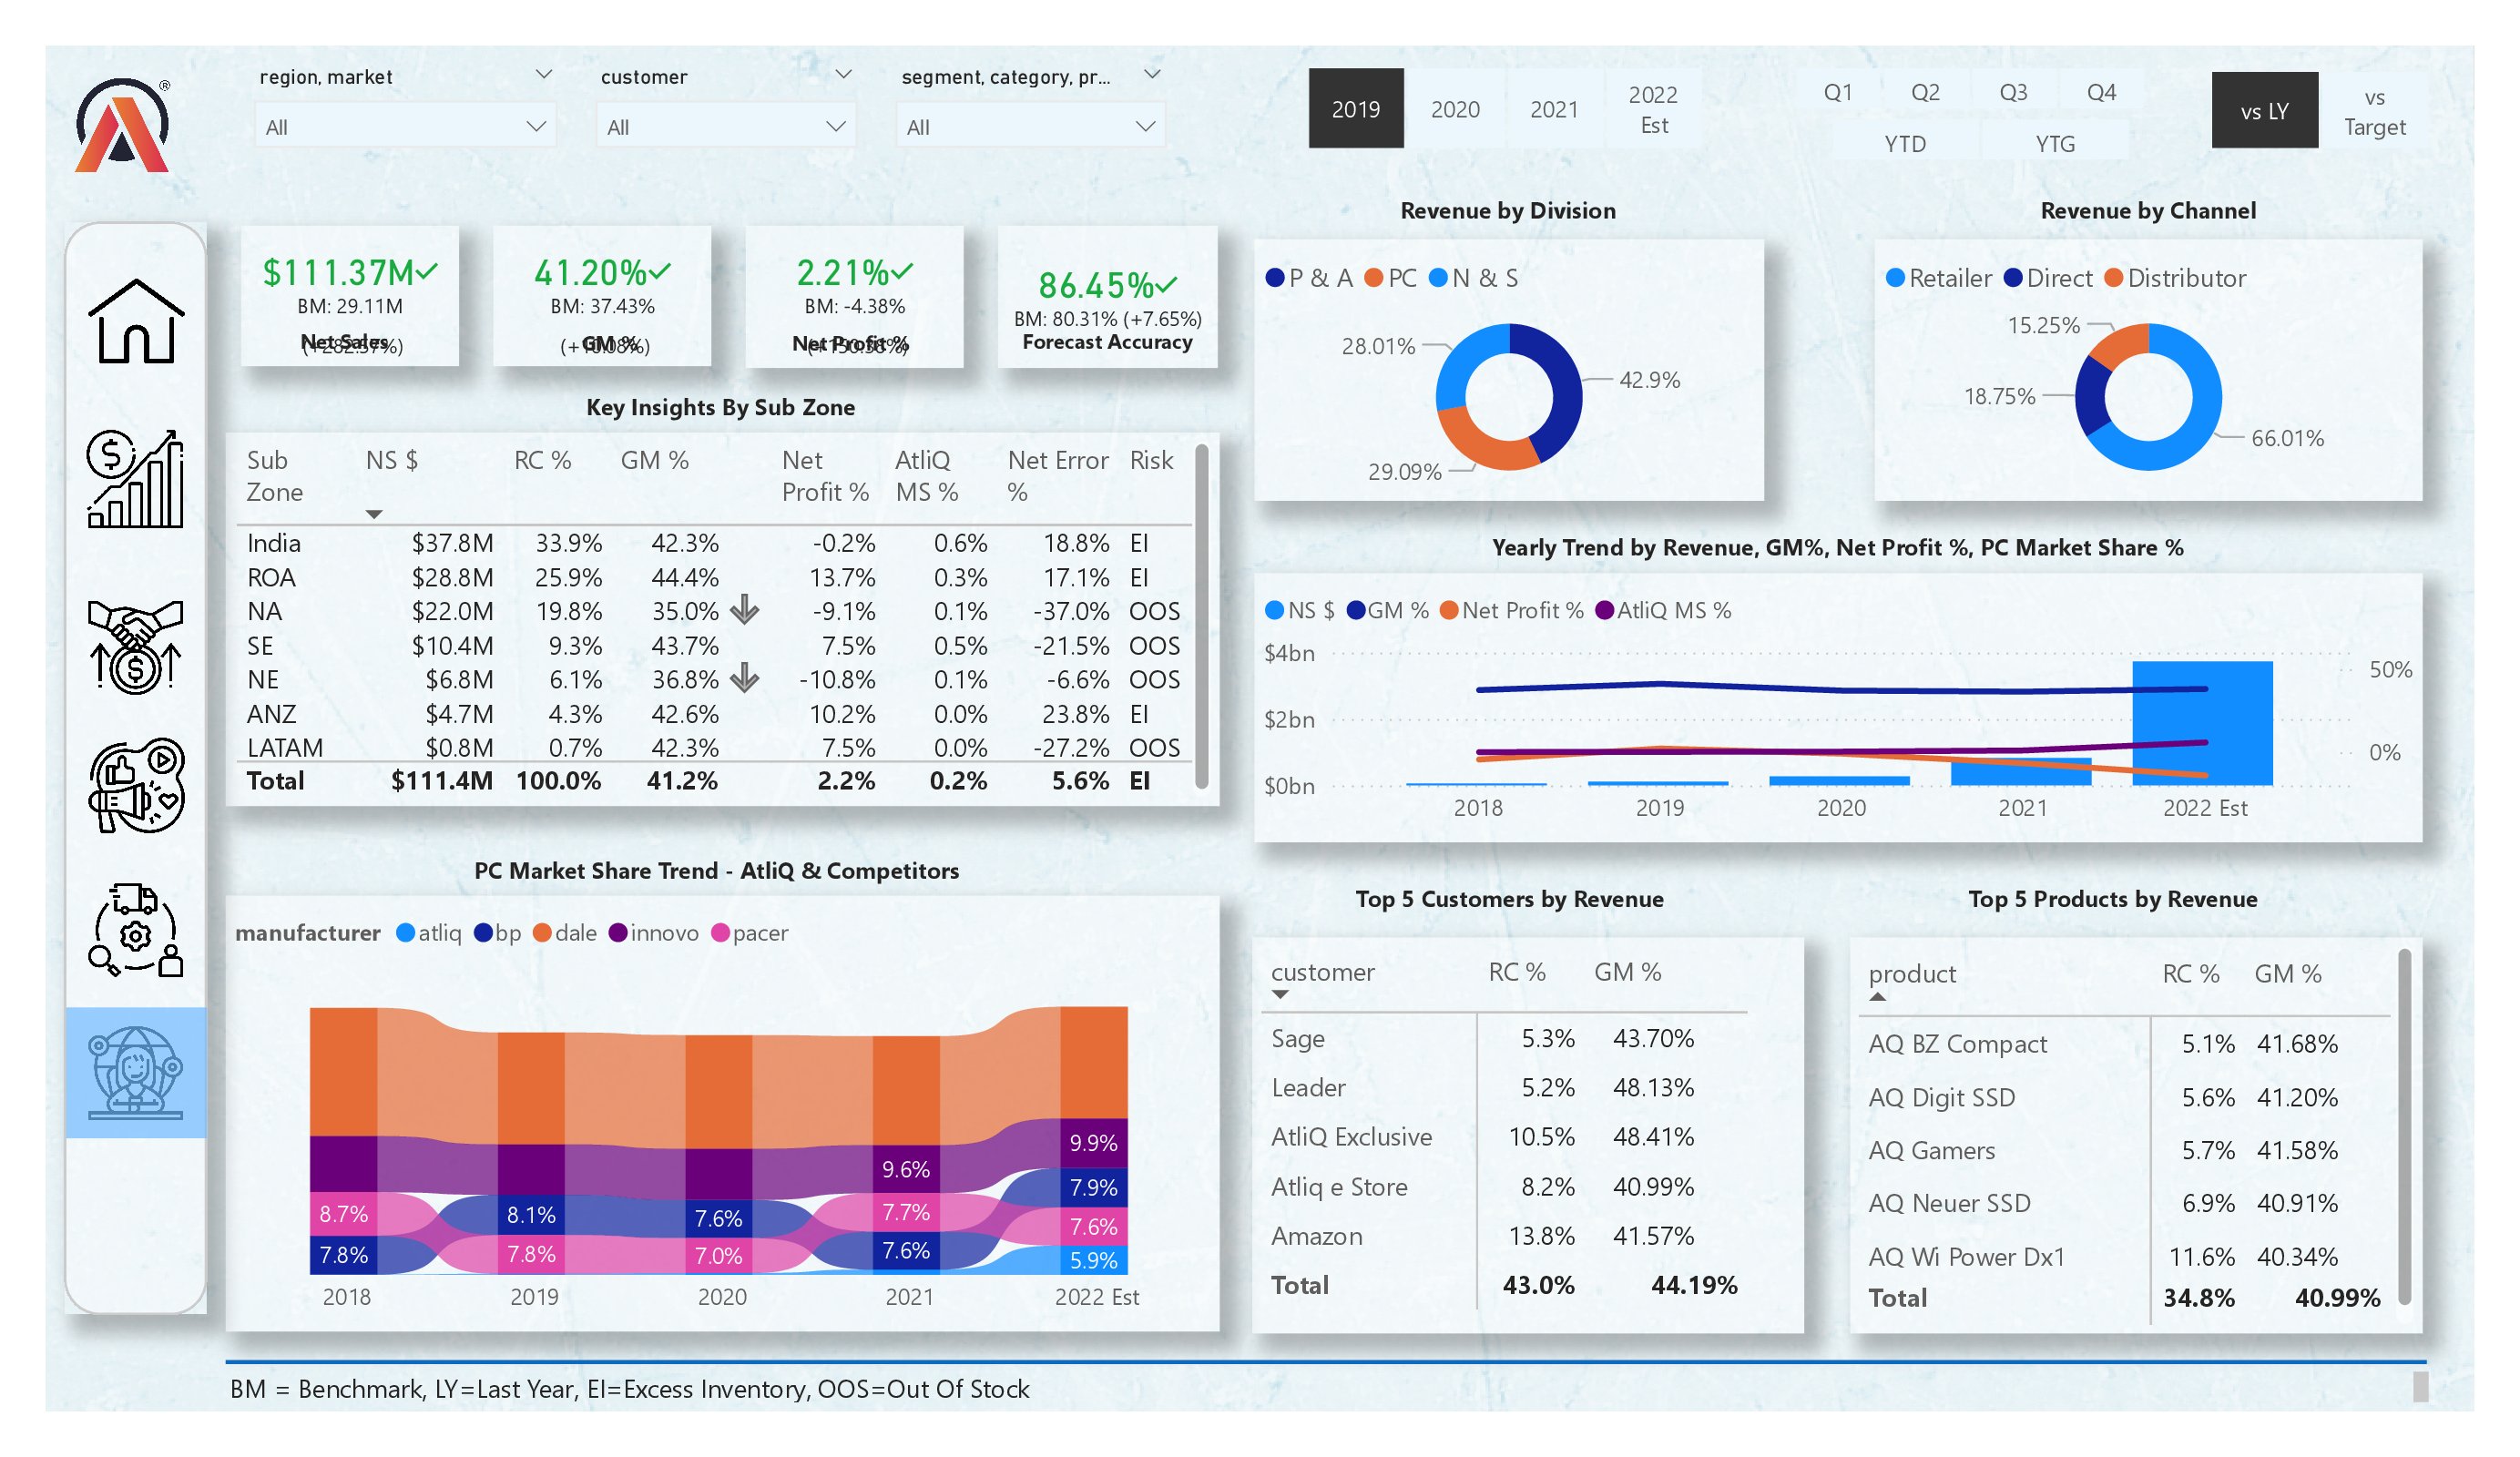 ®
region, market
customer
segment, category, pr...
All
All
All
2019
2020
2021
2022
Est
Q1
Q2
Q3
Q4
YTD
YTG
vs LY
vs
Target
$111.37M
BM: 29.11M
Net Sales
41.20%
BM: 37.43%
GM %
2.21%
BM: -4.38%
Net Profit %
86.45%
BM: 80.31% (+7.65%)
Forecast Accuracy
Revenue by Division
P & A PC N & S
28.01%
42.9%
29.09%
Revenue by Channel
Retailer Direct Distributor
15.25%
18.75%
66.01%
Key Insights By Sub Zone
Sub Zone NS $ RC % GM % Net Profit % AtliQ MS % Net Error % Risk
India $37.8M 33.9% 42.3% -0.2% 0.6% 18.8% EI
ROA $28.8M 25.9% 44.4% 13.7% 0.3% 17.1% EI
NA $22.0M 19.8% 35.0% -9.1% 0.1% -37.0% OOS
SE $10.4M 9.3% 43.7% 7.5% 0.5% -21.5% OOS
NE $6.8M 6.1% 36.8% -10.8% 0.1% -6.6% OOS
ANZ $4.7M 4.3% 42.6% 10.2% 0.0% 23.8% EI
LATAM $0.8M 0.7% 42.3% 7.5% 0.0% -27.2% OOS
Total $111.4M 100.0% 41.2% 2.2% 0.2% 5.6% EI
Yearly Trend by Revenue, GM%, Net Profit %, PC Market Share %
NS $ GM % Net Profit % AtliQ MS %
$4bn
$2bn
$0bn
50%
0%
2018 2019 2020 2021 2022 Est
PC Market Share Trend - AtliQ & Competitors
manufacturer atliq bp dale innovo pacer
8.7%
7.8%
8.1%
7.8%
7.6%
7.0%
9.6%
7.7%
7.6%
9.9%
7.9%
7.6%
5.9%
2018 2019 2020 2021 2022 Est
Top 5 Customers by Revenue
customer RC % GM %
Sage 5.3% 43.70%
Leader 5.2% 48.13%
AtliQ Exclusive 10.5% 48.41%
Atliq e Store 8.2% 40.99%
Amazon 13.8% 41.57%
Total 43.0% 44.19%
Top 5 Products by Revenue
product RC % GM %
AQ BZ Compact 5.1% 41.68%
AQ Digit SSD 5.6% 41.20%
AQ Gamers 5.7% 41.58%
AQ Neuer SSD 6.9% 40.91%
AQ Wi Power Dx1 11.6% 40.34%
Total 34.8% 40.99%
BM = Benchmark, LY=Last Year, EI=Excess Inventory, OOS=Out Of Stock